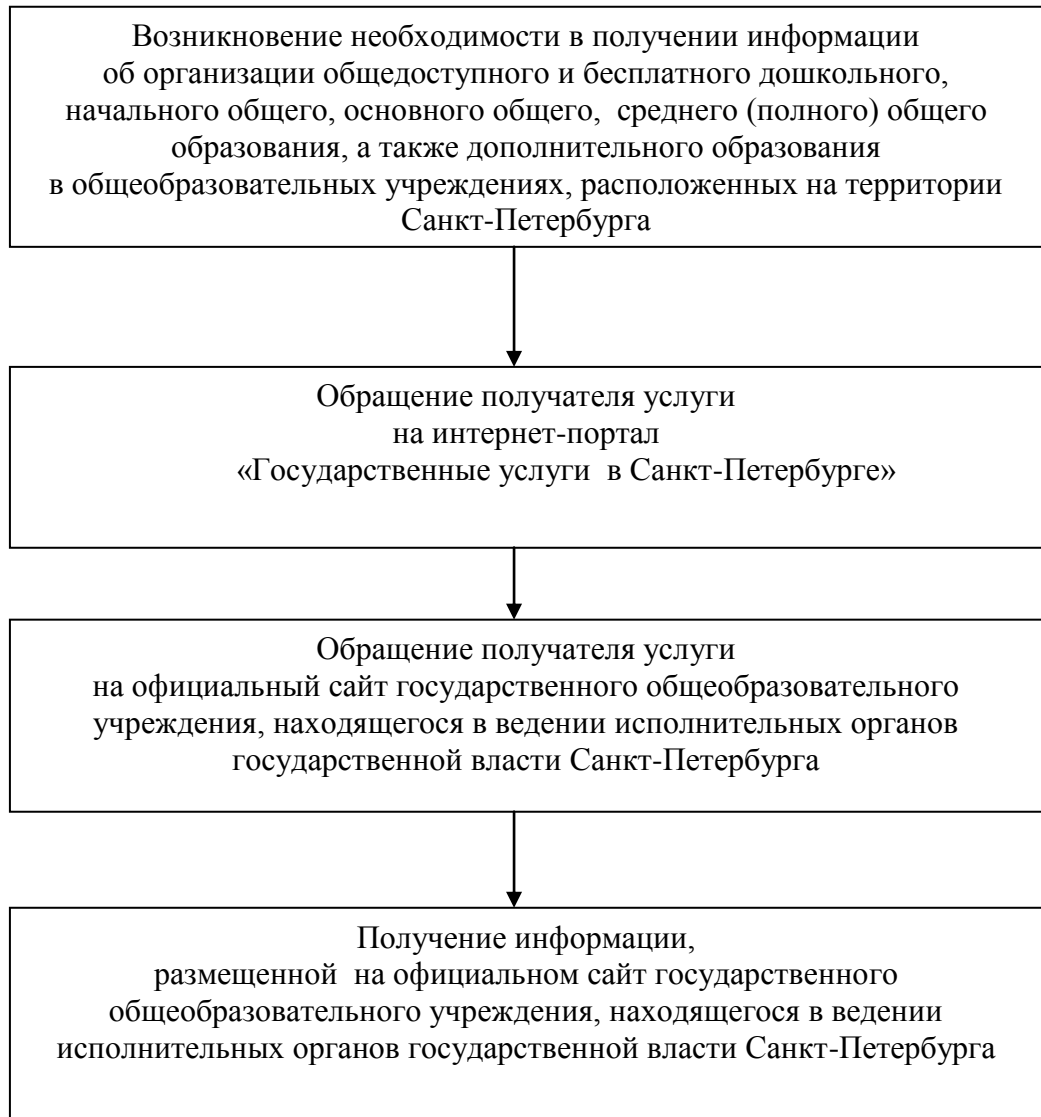 Возникновение необходимости в получении информации
об организации общедоступного и бесплатного дошкольного,
начального общего, основного общего, среднего (полного) общего
образования, а также дополнительного образования
в общеобразовательных учреждениях, расположенных на территории
Санкт-Петербурга
Обращение получателя услуги
на интернет-портал
«Государственные услуги в Санкт-Петербурге»
Обращение получателя услуги
на официальный сайт государственного общеобразовательного
учреждения, находящегося в ведении исполнительных органов
государственной власти Санкт-Петербурга
Получение информации,
размещенной на официальном сайт государственного
общеобразовательного учреждения, находящегося в ведении
исполнительных органов государственной власти Санкт-Петербурга